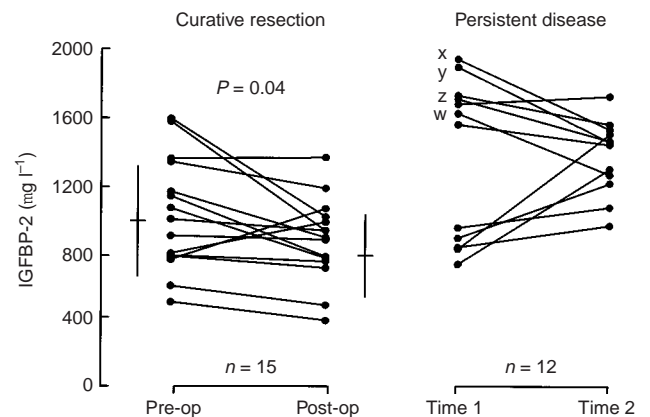 Curative resection
Persistent disease
2000
1600
1200
800
400
0
IGFBP-2 (mg l⁻¹)
P = 0.04
x
y
z
w
n = 15
n = 12
Pre-op
Post-op
Time 1
Time 2